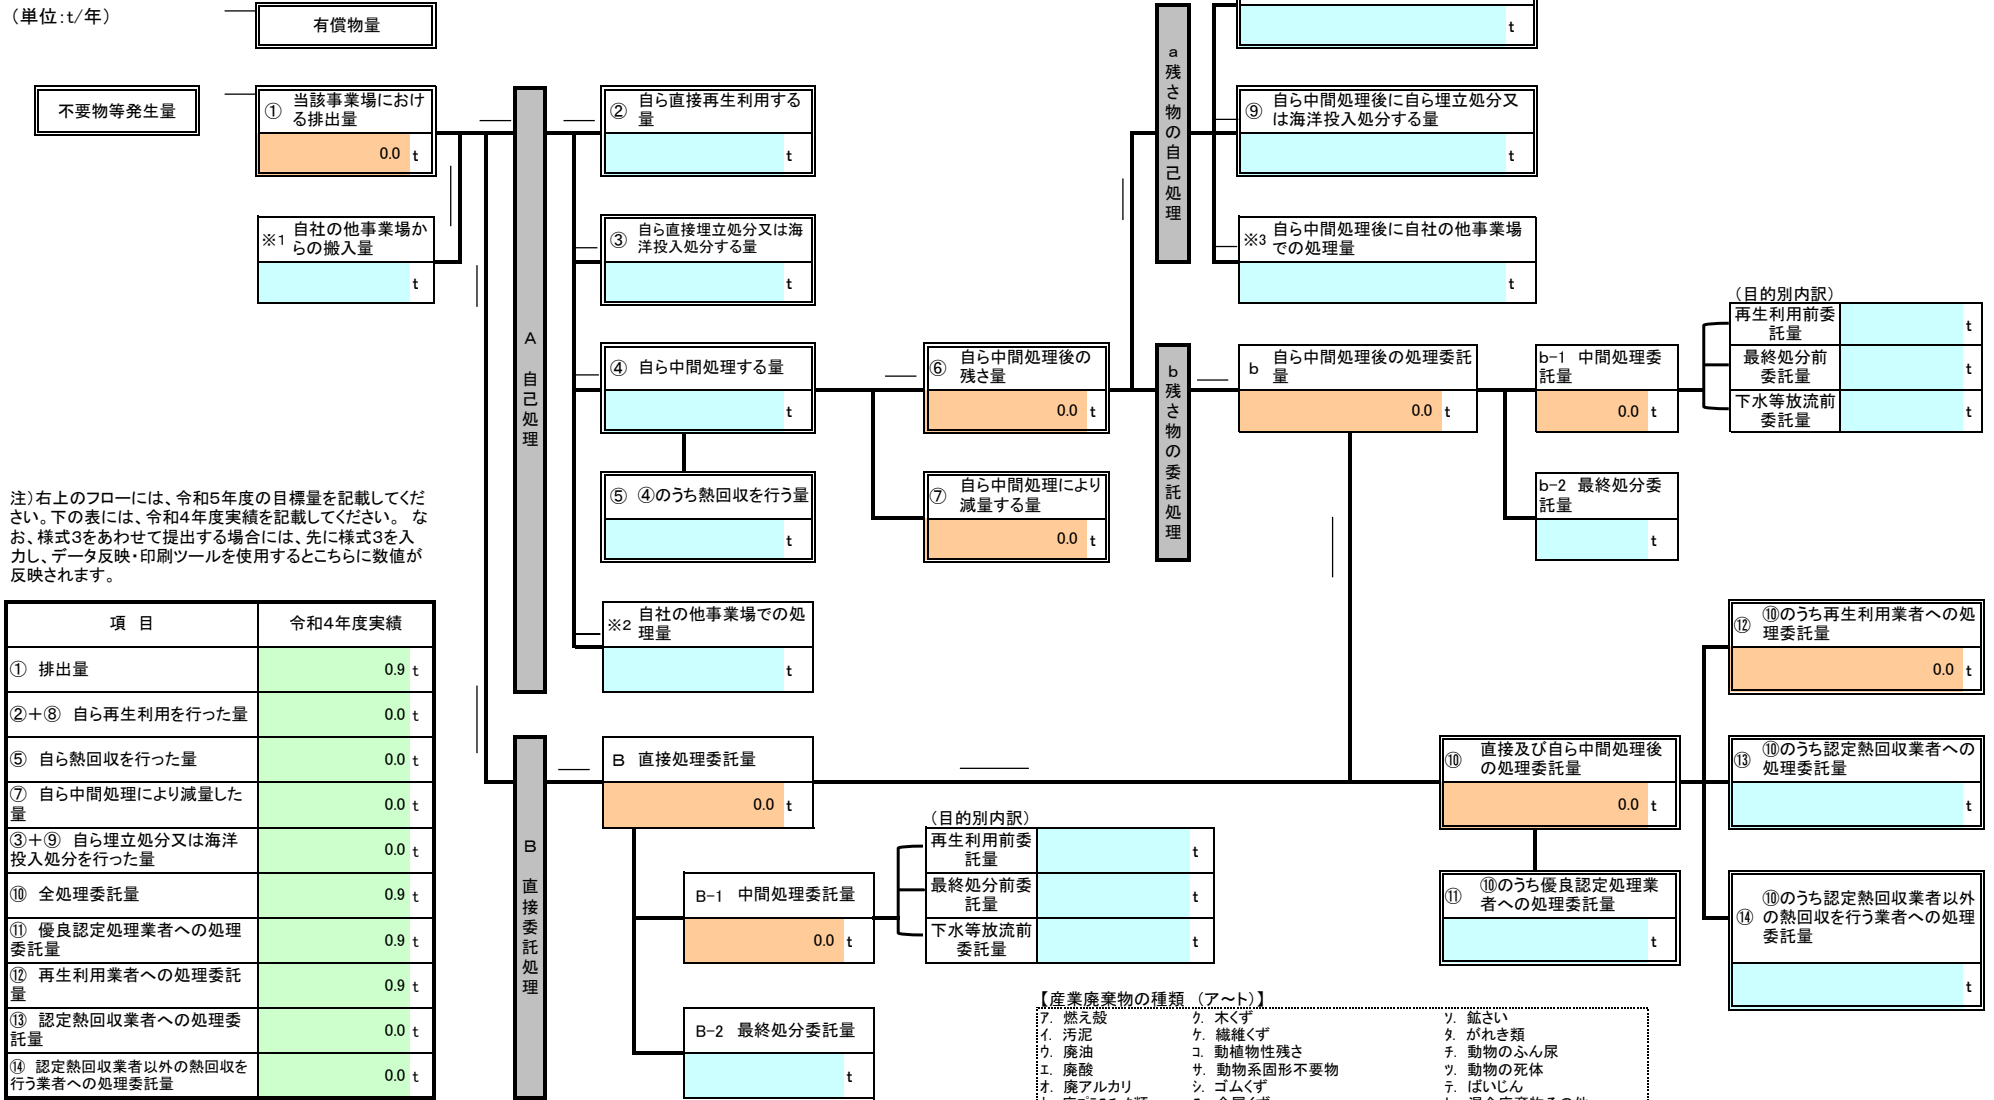 （単位：t/年）
有償物量
t
不要物等発生量
① 当該事業場におけ
る排出量
0.0 t
※1 自社の他事業場か
らの搬入量
t
A 自己処理
② 自ら直接再生利用する
量
t
③ 自ら直接埋立処分又は海
洋投入処分する量
t
④ 自ら中間処理する量
t
⑤ ④のうち熱回収を行う量
t
※2 自社の他事業場での処
理量
t
⑥ 自ら中間処理後の
残さ量
0.0 t
⑦ 自ら中間処理により
減量する量
0.0 t
a 残さ物の自己処理
⑨ 自ら中間処理後に自ら埋立処分又
は海洋投入処分する量
t
※3 自ら中間処理後に自社の他事業場
での処理量
t
b 残さ物の委託処理
b 自ら中間処理後の処理委託
量
0.0 t
b-1 中間処理委
託量
0.0 t
b-2 最終処分委
託量
t
（目的別内訳）
再生利用前委
託量
t
最終処分前
委託量
t
下水等放流前
委託量
t
注）右上のフローには、令和５年度の目標量を記載してくだ
さい。下の表には、令和４年度実績を記載してください。 な
お、様式３をあわせて提出する場合には、先に様式３を入
力し、データ反映・印刷ツールを使用するとこちらに数値が
反映されます。
項 目 令和４年度実績
① 排出量 0.9 t
②＋⑧ 自ら再生利用を行った量 0.0 t
⑤ 自ら熱回収を行った量 0.0 t
⑦ 自ら中間処理により減量した
量 0.0 t
③＋⑨ 自ら埋立処分又は海洋
投入処分を行った量 0.0 t
⑩ 全処理委託量 0.9 t
⑪ 優良認定処理業者への処理
委託量 0.9 t
⑫ 再生利用業者への処理委託
量 0.9 t
⑬ 認定熱回収業者への処理委
託量 0.0 t
⑭ 認定熱回収業者以外の熱回収を
行う業者への処理委託量 0.0 t
B 直接委託処理
B 直接処理委託量
0.0 t
B-1 中間処理委託量
0.0 t
B-2 最終処分委託量
t
（目的別内訳）
再生利用前委
託量
t
最終処分前委
託量
t
下水等放流前
委託量
t
⑩ 直接及び自ら中間処理後
の処理委託量
0.0 t
⑪ ⑩のうち優良認定処理業
者への処理委託量
t
⑫ ⑩のうち再生利用業者への処
理委託量
0.0 t
⑬ ⑩のうち認定熱回収業者への
処理委託量
t
⑭ ⑩のうち認定熱回収業者以外
の熱回収を行う業者への処理
委託量
t
【産業廃棄物の種類 （ア～ト）】
ア. 燃え殻 ク. 木くず ソ. 鉱さい
イ. 汚泥 ケ. 繊維くず タ. がれき類
ウ. 廃油 コ. 動植物性残さ チ. 動物のふん尿
エ. 廃酸 サ. 動物系固形不要物 ツ. 動物の死体
オ. 廃アルカリ シ. ゴムくず テ. ばいじん